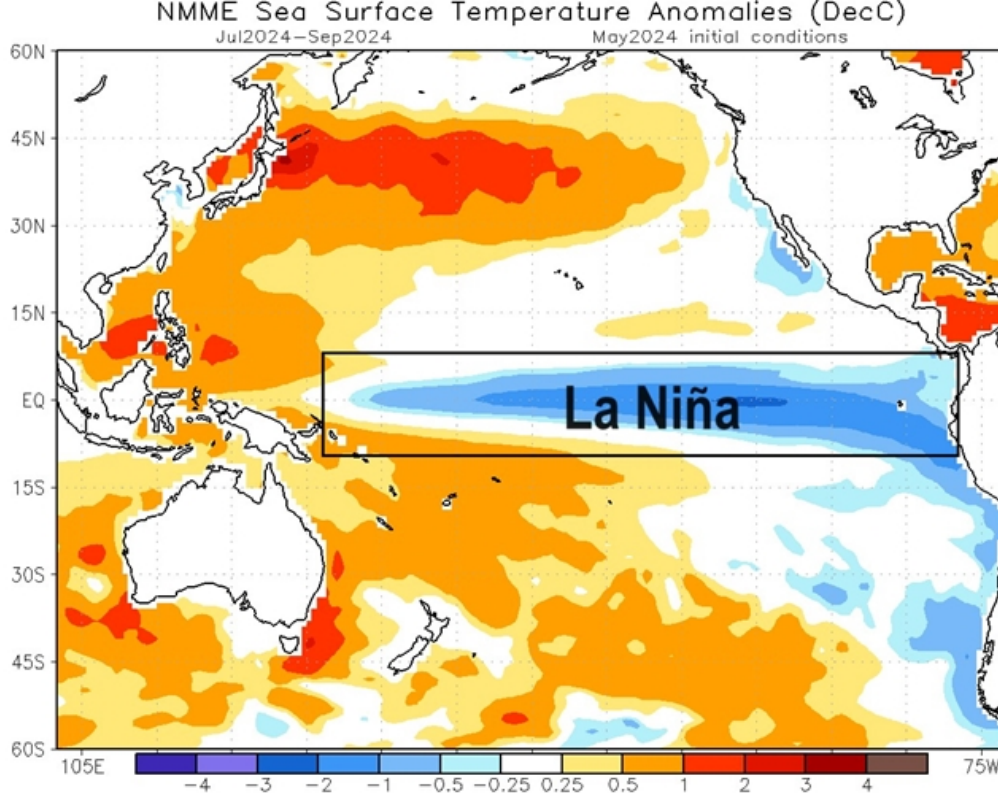 NMME Sea Surface Temperature Anomalies (DecC)
Jul2024-Sep2024 May2024 initial conditions
60N
45N
30N
15N
EQ
La Niña
15S
30S
45S
60S
105E 75W
-4 -3 -2 -1 -0.5 -0.25 0.25 0.5 1 2 3 4